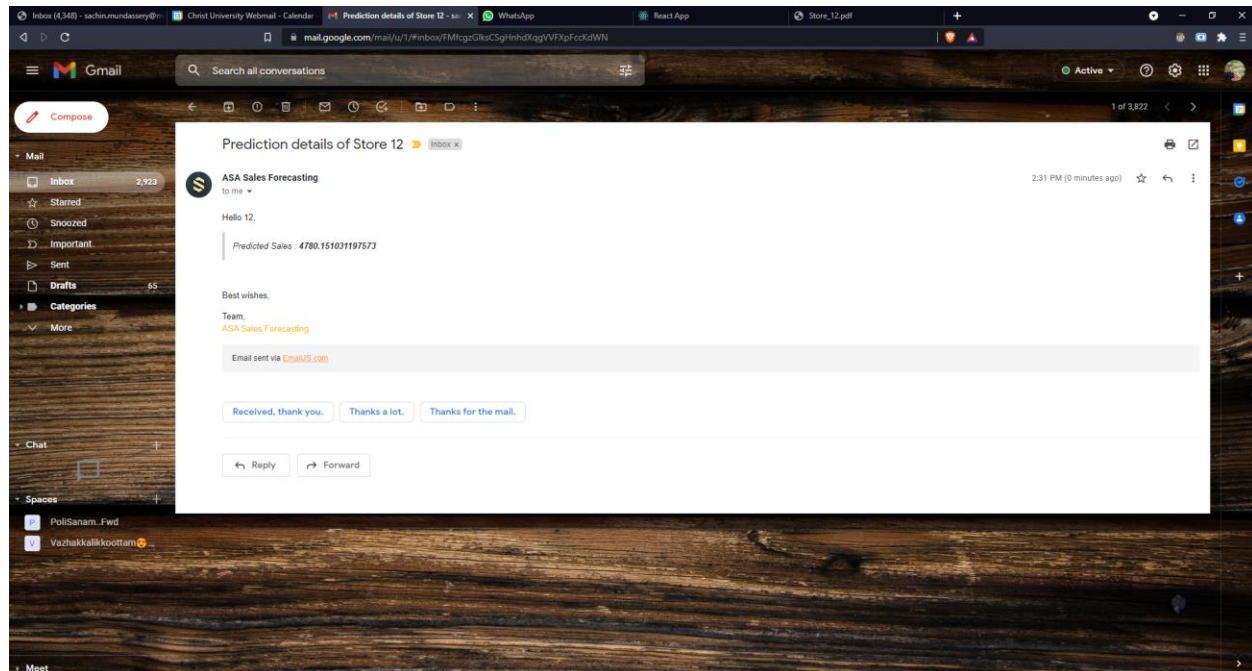 Inbox (4,348) - sachin.mundassery@m
Christ University Webmail - Calendar
Prediction details of Store 12 - sac
WhatsApp
React App
Store_12.pdf
mail.google.com/mail/u/1/#inbox/FMfcgzGlksCSgHnhdXqgVVFXpFccKdWN
Gmail
Search all conversations
Active
Compose
1 of 3,822
Mail
Inbox 2,923
Starred
Snoozed
Important
Sent
Drafts 65
Categories
More
Chat
Spaces
PoliSanam..Fwd
Vazhakkalikkoottam😍...
Meet
Prediction details of Store 12
Inbox x
ASA Sales Forecasting
2:31 PM (0 minutes ago)
to me
Hello 12,
Predicted Sales : 4780.151031197573
Best wishes,
Team,
ASA Sales Forecasting
Email sent via EmailJS.com
Received, thank you.
Thanks a lot.
Thanks for the mail.
Reply
Forward